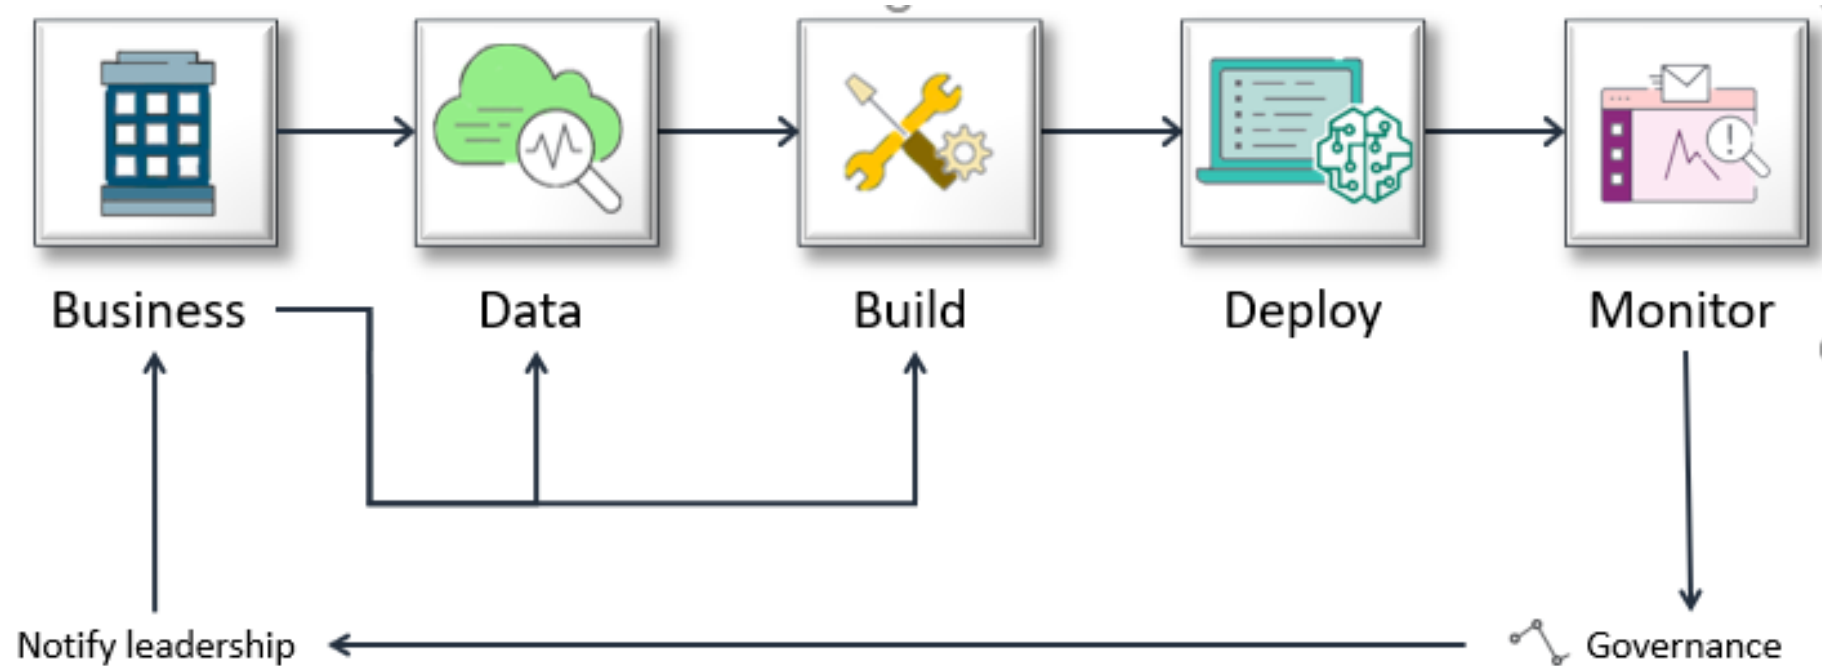 Business
Data
Build
Deploy
Monitor
Notify leadership
Governance